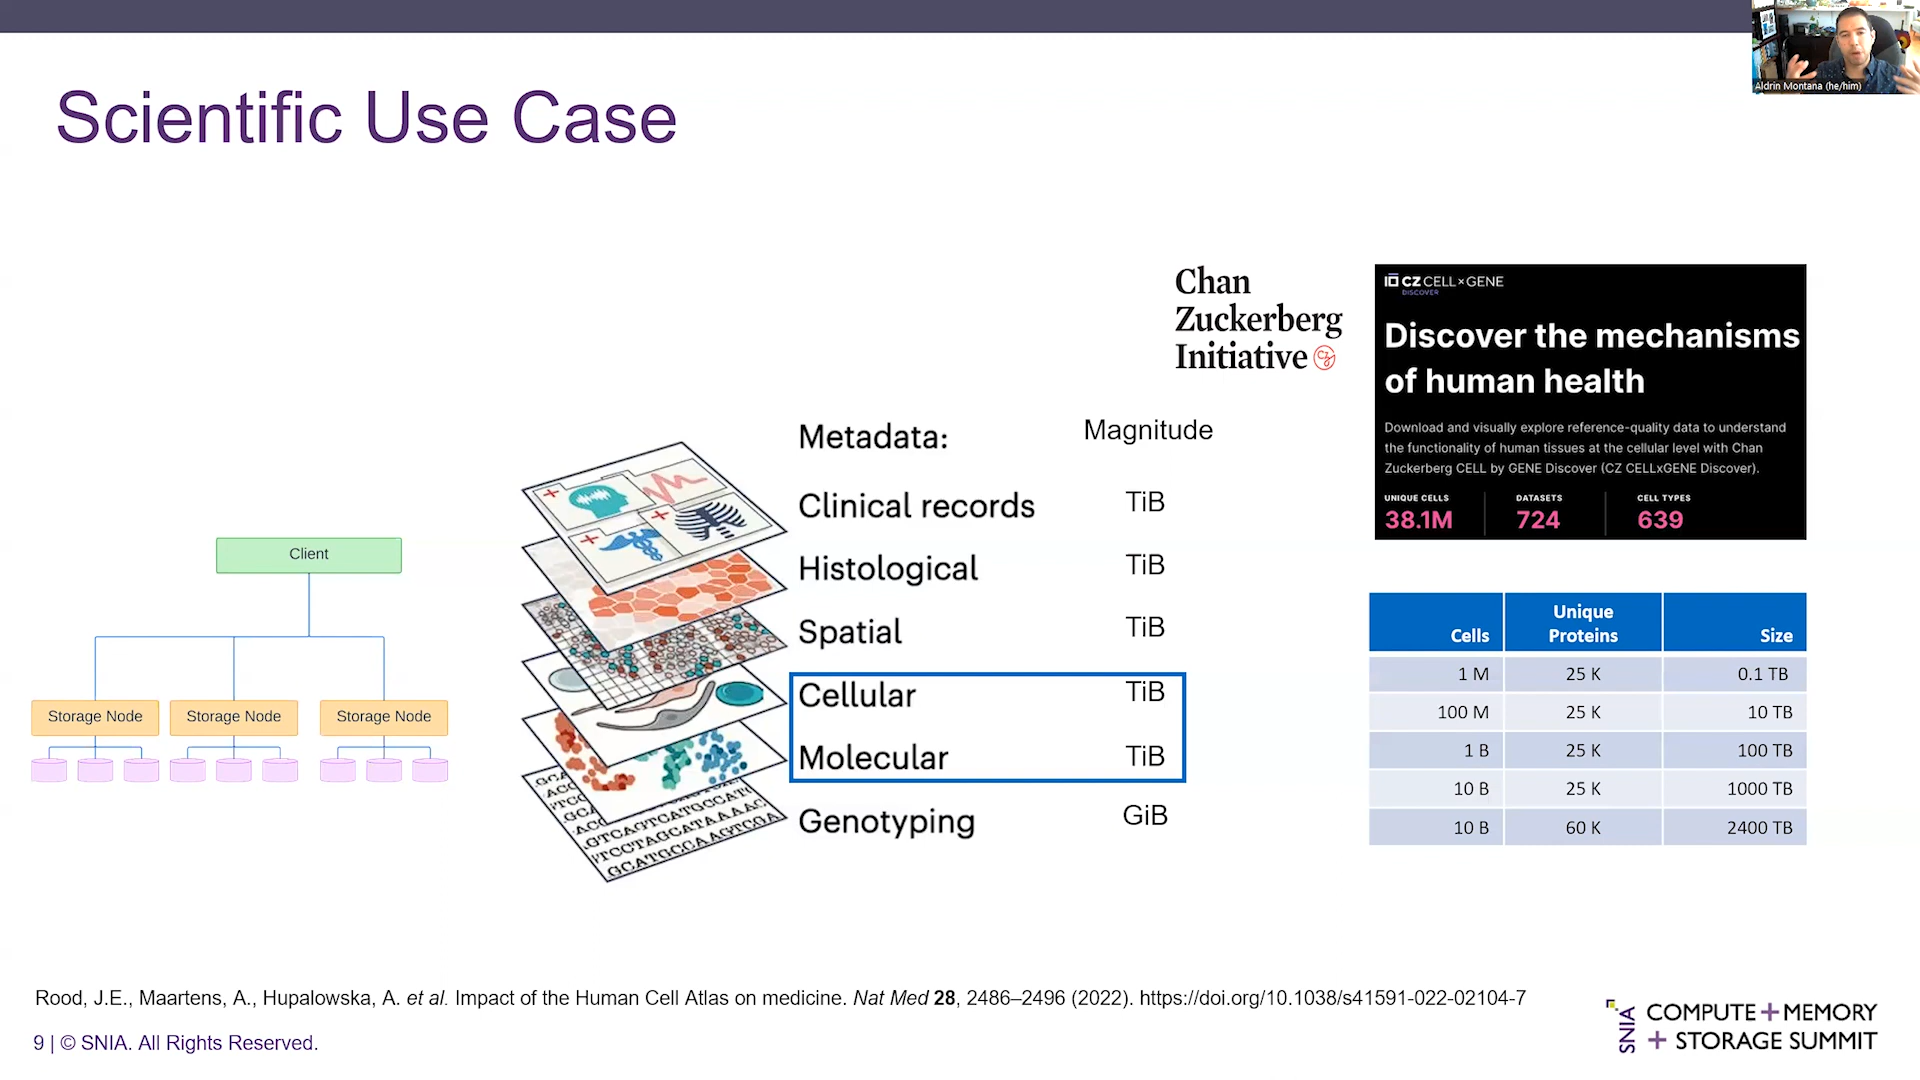 Aldrin Montana (he/him)
Scientific Use Case
Chan
Zuckerberg
Initiative
CZ CELL×GENE
DISCOVER
Discover the mechanisms
of human health
Download and visually explore reference-quality data to understand
the functionality of human tissues at the cellular level with Chan
Zuckerberg CELL by GENE Discover (CZ CELLxGENE Discover).
UNIQUE CELLS DATASETS CELL TYPES
38.1M 724 639
Client
Storage Node Storage Node Storage Node
Metadata: Magnitude
Clinical records TiB
Histological TiB
Spatial TiB
Cellular TiB
Molecular TiB
Genotyping GiB
Cells Unique Proteins Size
1 M 25 K 0.1 TB
100 M 25 K 10 TB
1 B 25 K 100 TB
10 B 25 K 1000 TB
10 B 60 K 2400 TB
Rood, J.E., Maartens, A., Hupalowska, A. et al. Impact of the Human Cell Atlas on medicine. Nat Med 28, 2486–2496 (2022). https://doi.org/10.1038/s41591-022-02104-7
9 | © SNIA. All Rights Reserved.
SNIA
COMPUTE+MEMORY
+ STORAGE SUMMIT